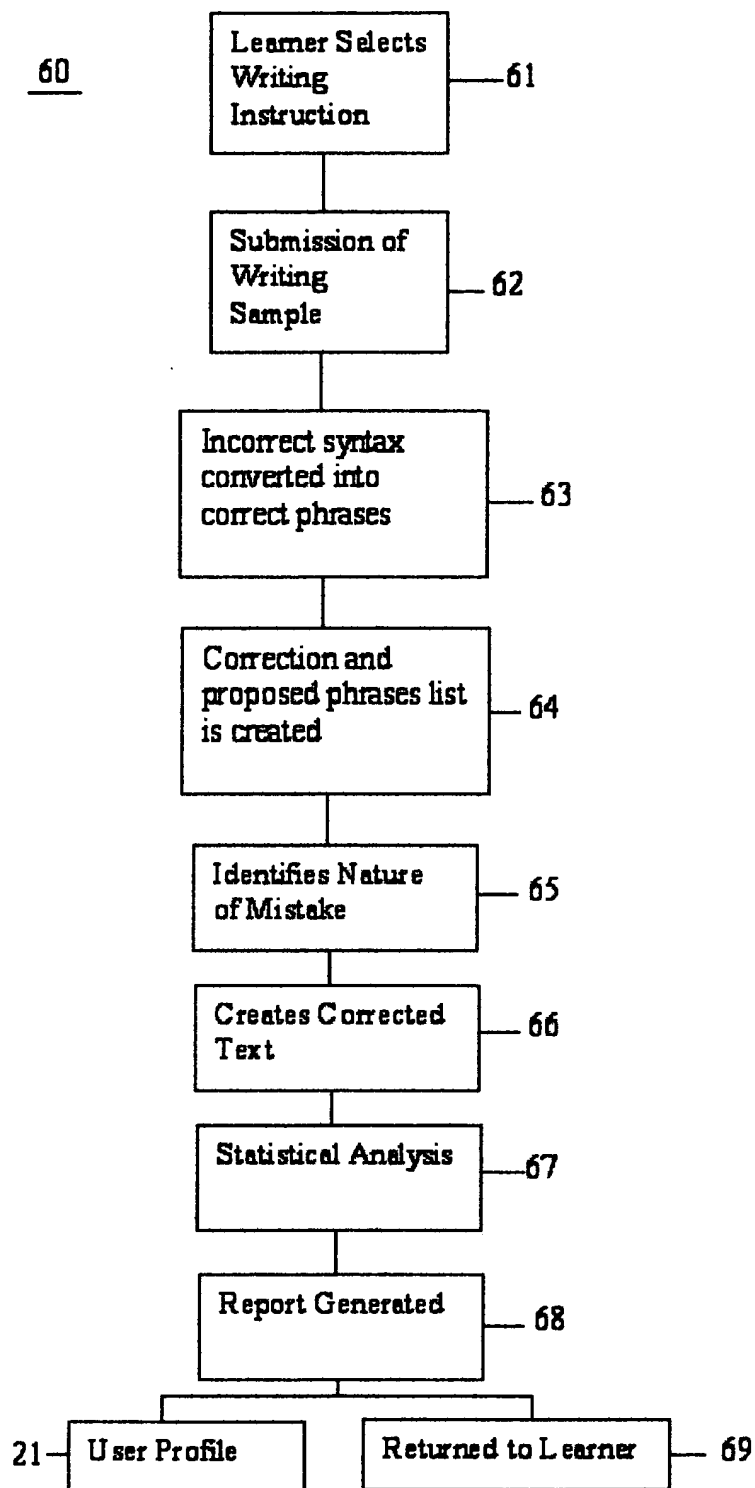 60
Learner Selects
Writing
Instruction
61
Submission of
Writing
Sample
62
Incorrect syntax
converted into
correct phrases
63
Correction and
proposed phrases list
is created
64
Identifies Nature
of Mistake
65
Creates Corrected
Text
66
Statistical Analysis
67
Report Generated
68
21
User Profile
Returned to Learner
69